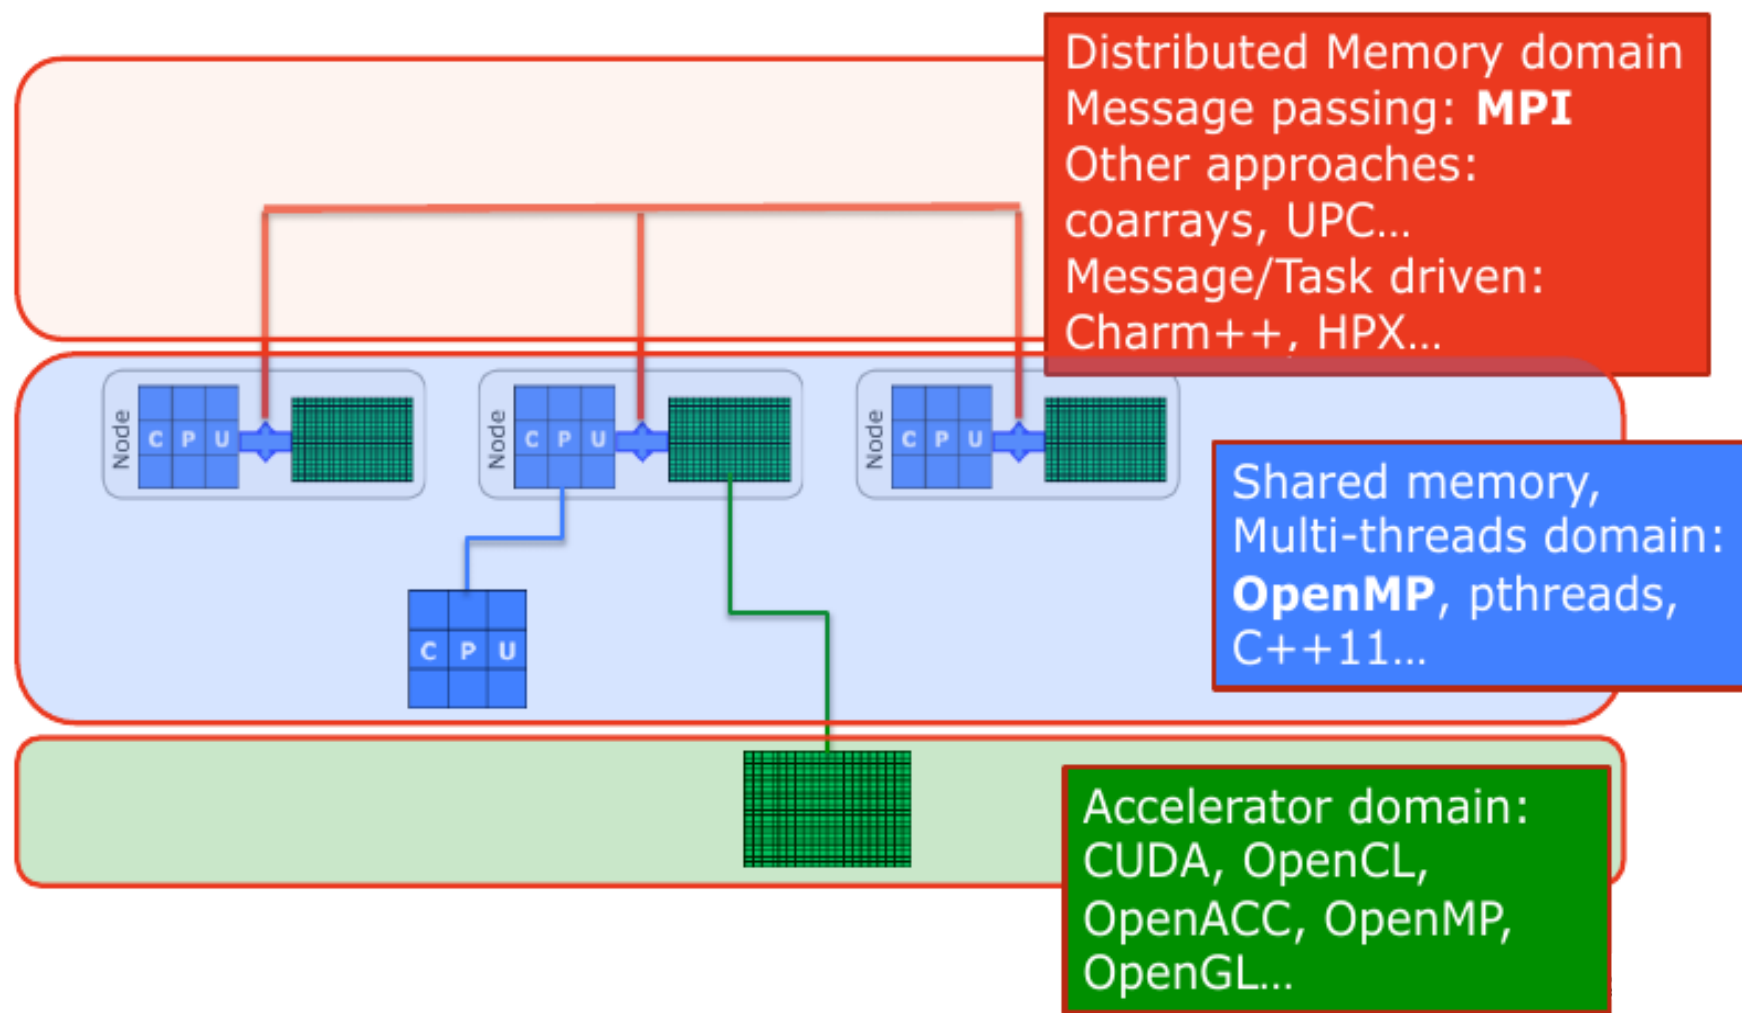 Distributed Memory domain
Message passing: MPI
Other approaches:
coarrays, UPC...
Message/Task driven:
Charm++, HPX...
Node
C P U
Node
C P U
Node
C P U
Shared memory,
Multi-threads domain:
OpenMP, pthreads,
C++11...
C P U
Accelerator domain:
CUDA, OpenCL,
OpenACC, OpenMP,
OpenGL...